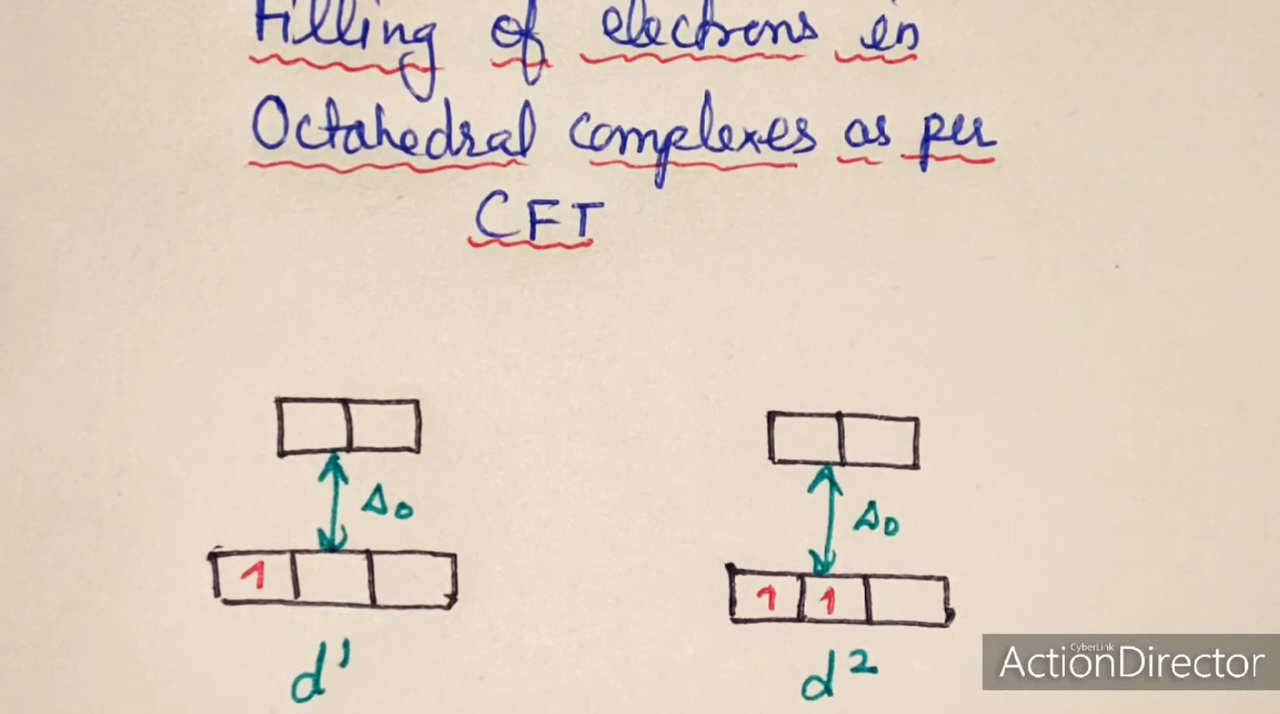 Filling of electrons in
Octahedral complexes as per
CFT
Δo
Δo
1
1 1
d¹
d²
CyberLink
ActionDirector